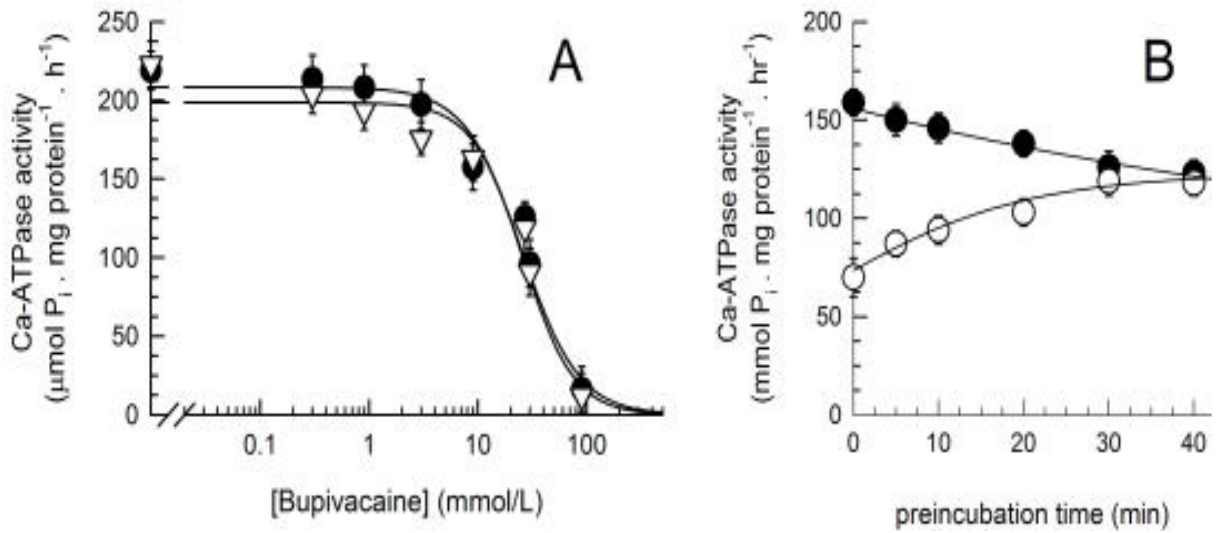 A
Ca-ATPase activity
(μmol Pi . mg protein-1 . h-1)
250
200
150
100
50
0
0.1
1
10
100
[Bupivacaine] (mmol/L)
B
Ca-ATPase activity
(mmol Pi . mg protein-1 . hr-1)
200
150
100
50
0
0
10
20
30
40
preincubation time (min)